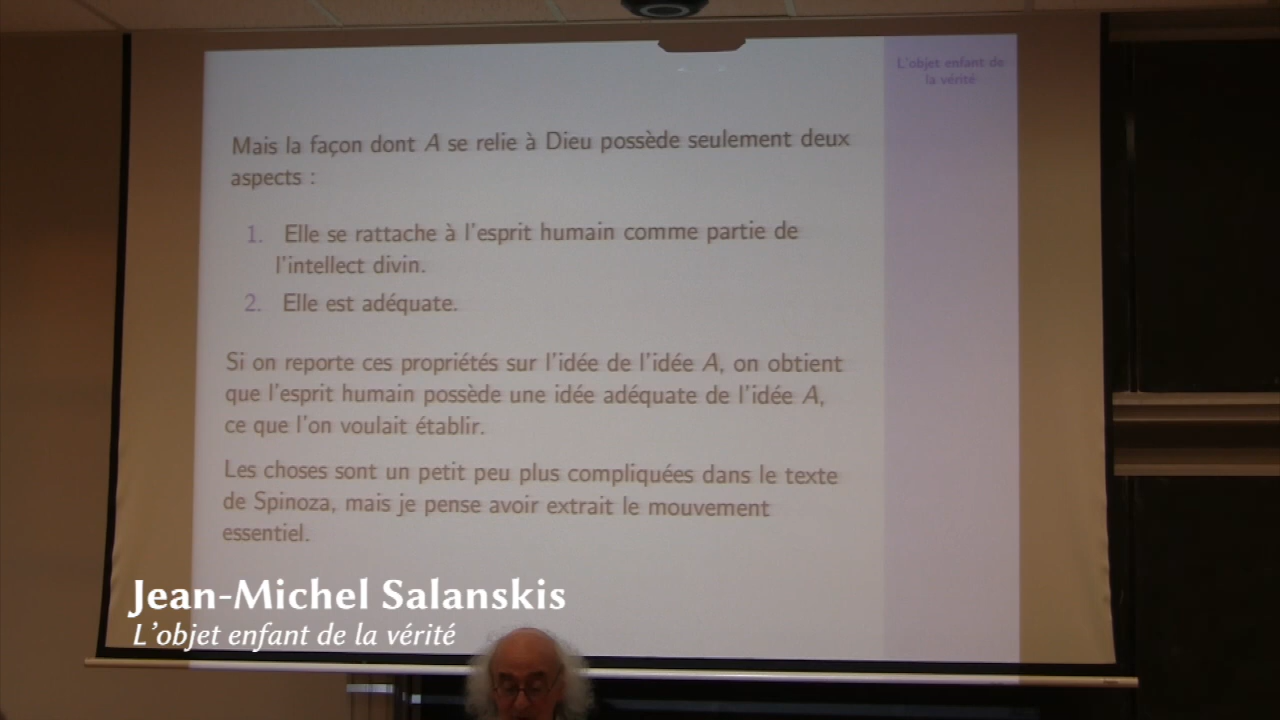 L'objet enfant de
la vérité
Mais la façon dont A se relie à Dieu possède seulement deux
aspects :
1. Elle se rattache à l'esprit humain comme partie de
l'intellect divin.
2. Elle est adéquate.
Si on reporte ces propriétés sur l'idée de l'idée A, on obtient
que l'esprit humain possède une idée adéquate de l'idée A,
ce que l'on voulait établir.
Les choses sont un petit peu plus compliquées dans le texte
de Spinoza, mais je pense avoir extrait le mouvement
essentiel.
Jean-Michel Salanskis
L'objet enfant de la vérité